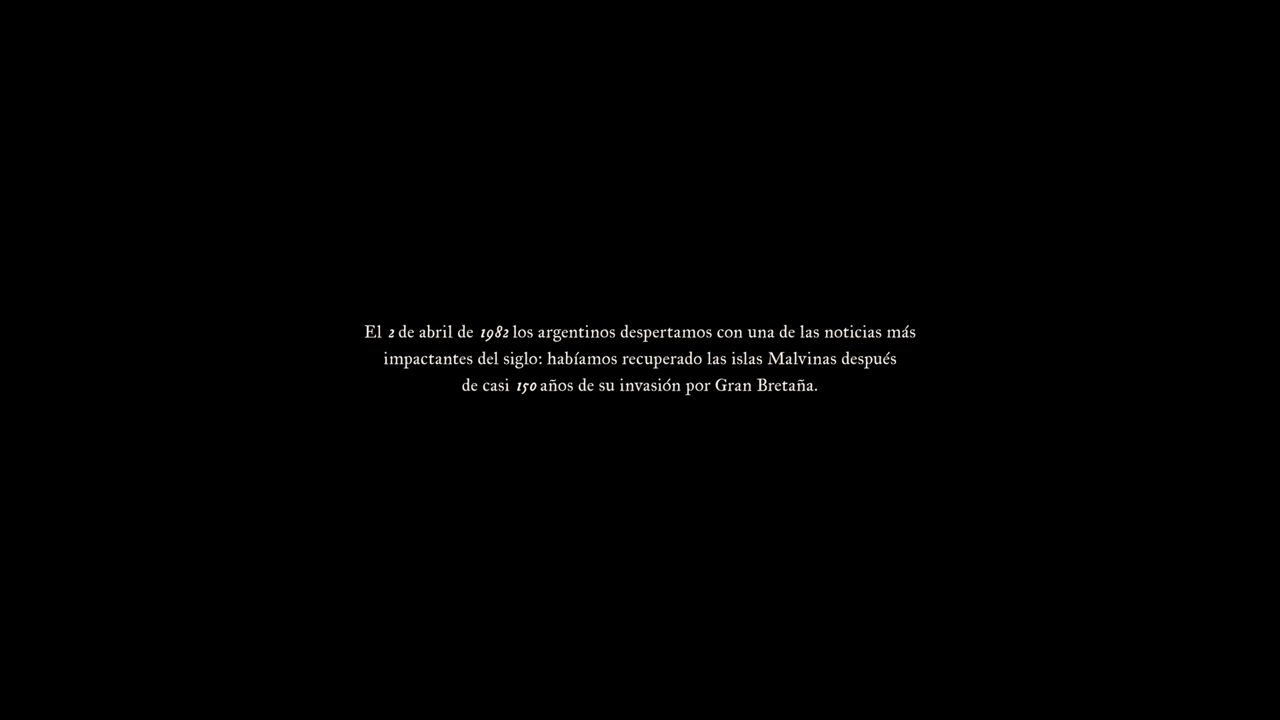 El 2 de abril de 1982 los argentinos despertamos con una de las noticias más
impactantes del siglo: habíamos recuperado las islas Malvinas después
de casi 150 años de su invasión por Gran Bretaña.